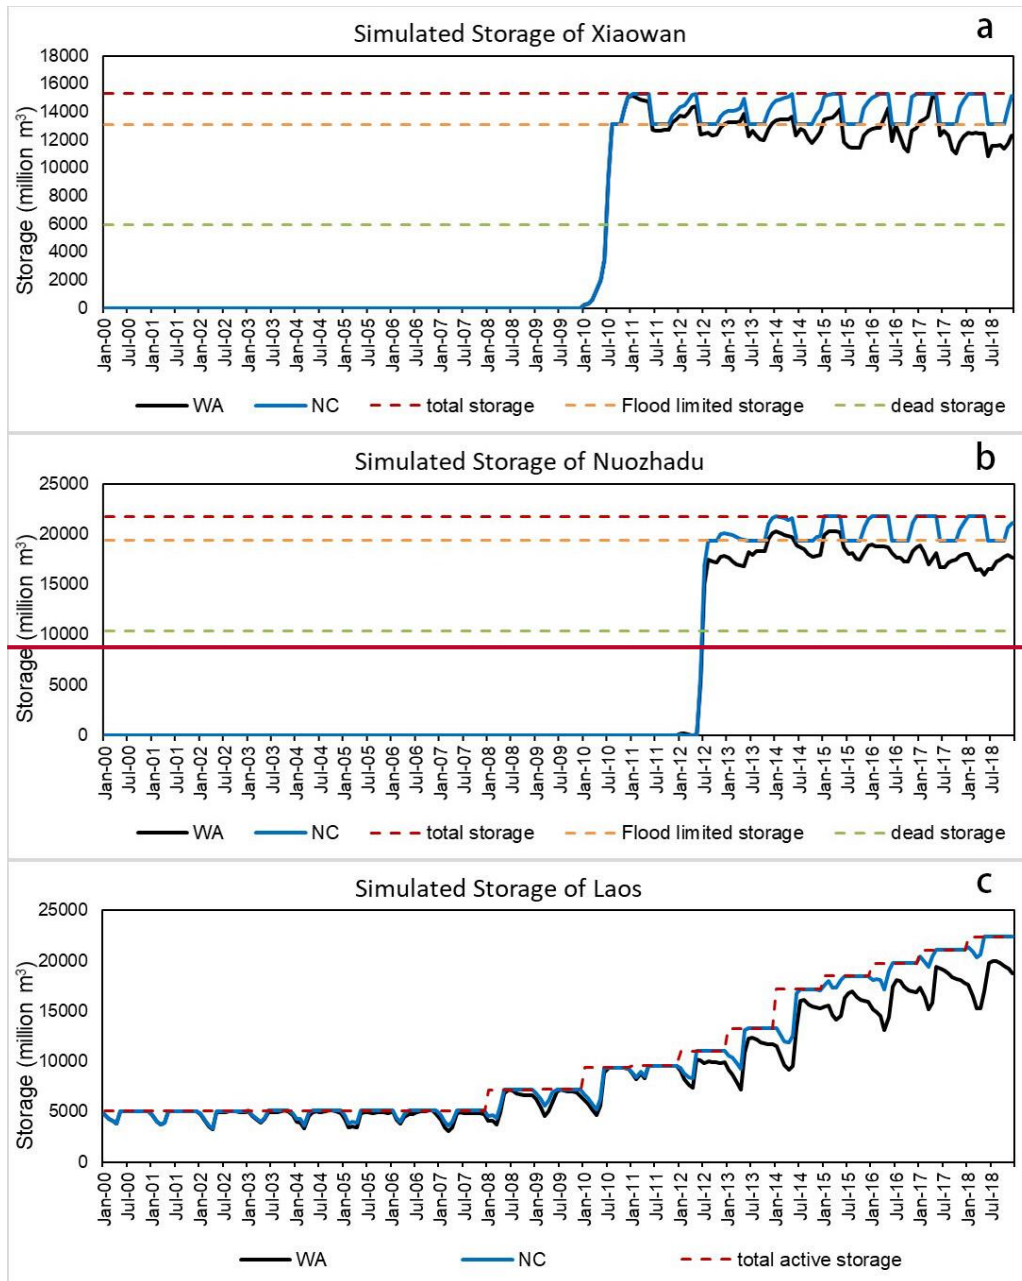 Simulated Storage of Xiaowan
a
Storage (million m³)
18000
16000
14000
12000
10000
8000
6000
4000
2000
0
Jan-00 Jul-00 Jan-01 Jul-01 Jan-02 Jul-02 Jan-03 Jul-03 Jan-04 Jul-04 Jan-05 Jul-05 Jan-06 Jul-06 Jan-07 Jul-07 Jan-08 Jul-08 Jan-09 Jul-09 Jan-10 Jul-10 Jan-11 Jul-11 Jan-12 Jul-12 Jan-13 Jul-13 Jan-14 Jul-14 Jan-15 Jul-15 Jan-16 Jul-16 Jan-17 Jul-17 Jan-18 Jul-18
WA NC total storage Flood limited storage dead storage
Simulated Storage of Nuozhadu
b
Storage (million m³)
25000
20000
15000
10000
5000
0
Jan-00 Jul-00 Jan-01 Jul-01 Jan-02 Jul-02 Jan-03 Jul-03 Jan-04 Jul-04 Jan-05 Jul-05 Jan-06 Jul-06 Jan-07 Jul-07 Jan-08 Jul-08 Jan-09 Jul-09 Jan-10 Jul-10 Jan-11 Jul-11 Jan-12 Jul-12 Jan-13 Jul-13 Jan-14 Jul-14 Jan-15 Jul-15 Jan-16 Jul-16 Jan-17 Jul-17 Jan-18 Jul-18
WA NC total storage Flood limited storage dead storage
Simulated Storage of Laos
c
Storage (million m³)
25000
20000
15000
10000
5000
0
Jan-00 Jul-00 Jan-01 Jul-01 Jan-02 Jul-02 Jan-03 Jul-03 Jan-04 Jul-04 Jan-05 Jul-05 Jan-06 Jul-06 Jan-07 Jul-07 Jan-08 Jul-08 Jan-09 Jul-09 Jan-10 Jul-10 Jan-11 Jul-11 Jan-12 Jul-12 Jan-13 Jul-13 Jan-14 Jul-14 Jan-15 Jul-15 Jan-16 Jul-16 Jan-17 Jul-17 Jan-18 Jul-18
WA NC total active storage